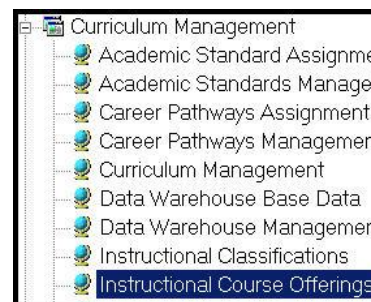 Curriculum Management
Academic Standard Assignme
Academic Standards Manage
Career Pathways Assignment
Career Pathways Managemer
Curriculum Management
Data Warehouse Base Data
Data Warehouse Managemer
Instructional Classifications
Instructional Course Offerings